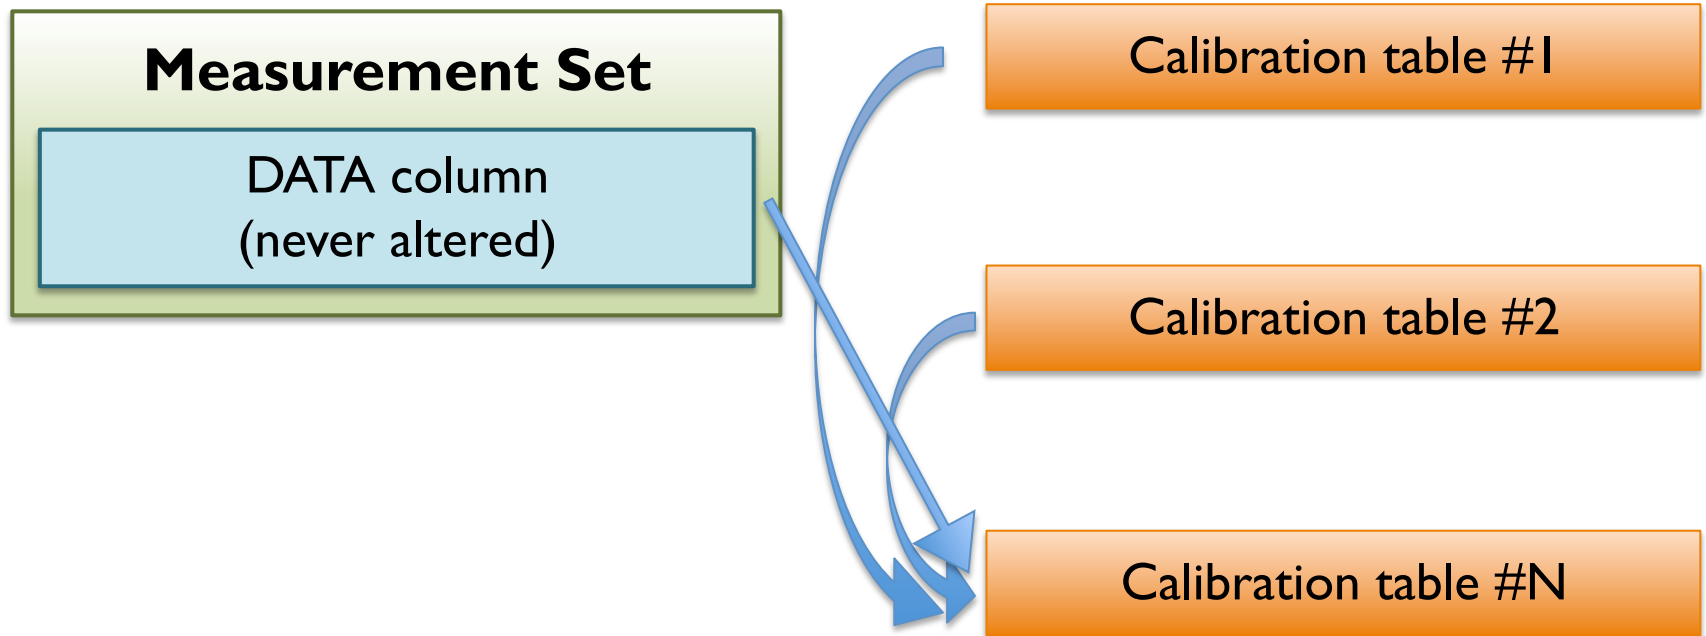 Measurement Set
DATA column
(never altered)
Calibration table #1
Calibration table #2
Calibration table #N